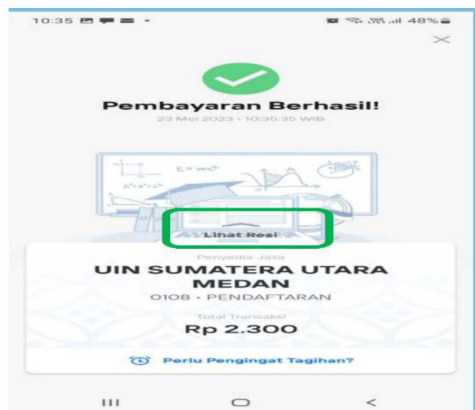 10:35
48%
Pembayaran Berhasil!
23 Mei 2023 • 10:35:35 WIB
E=mc²
Lihat Resi
Penyedia Jasa
UIN SUMATERA UTARA
MEDAN
0108 - PENDAFTARAN
Total Transaksi
Rp 2.300
Perlu Pengingat Tagihan?